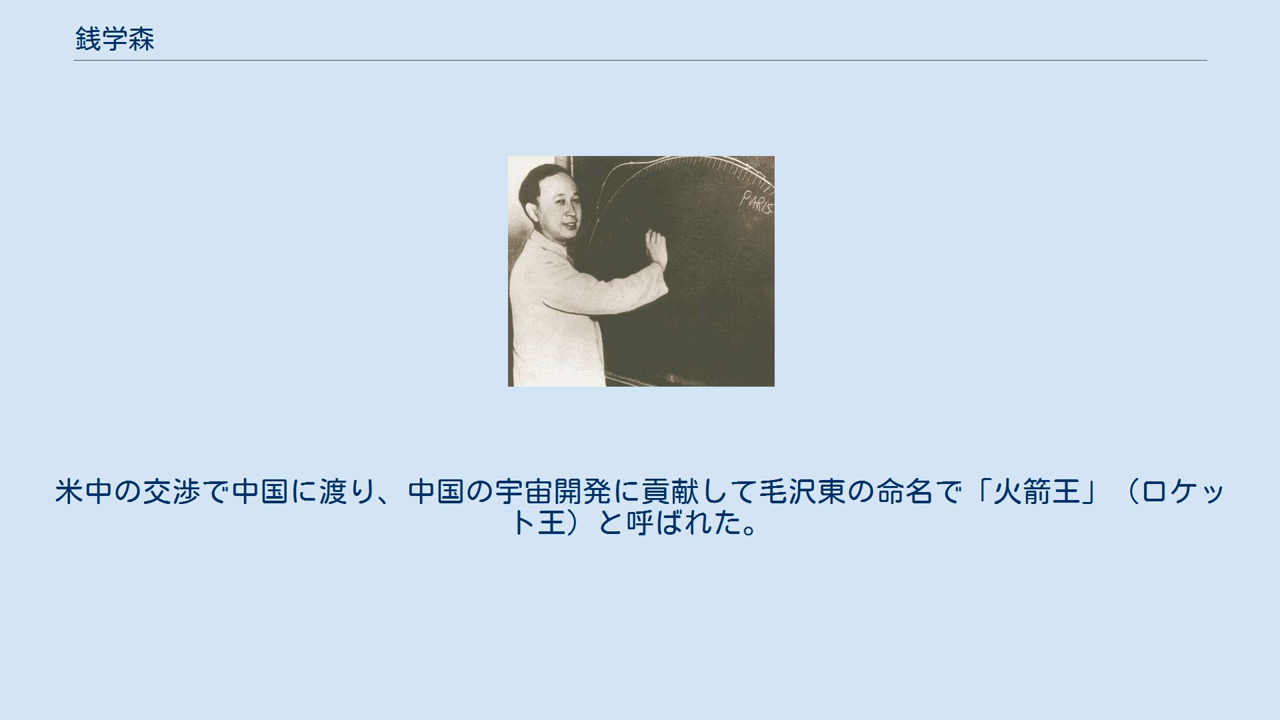 銭学森
PARIS
米中の交渉で中国に渡り、中国の宇宙開発に貢献して毛沢東の命名で「火箭王」（ロケッ
ト王）と呼ばれた。